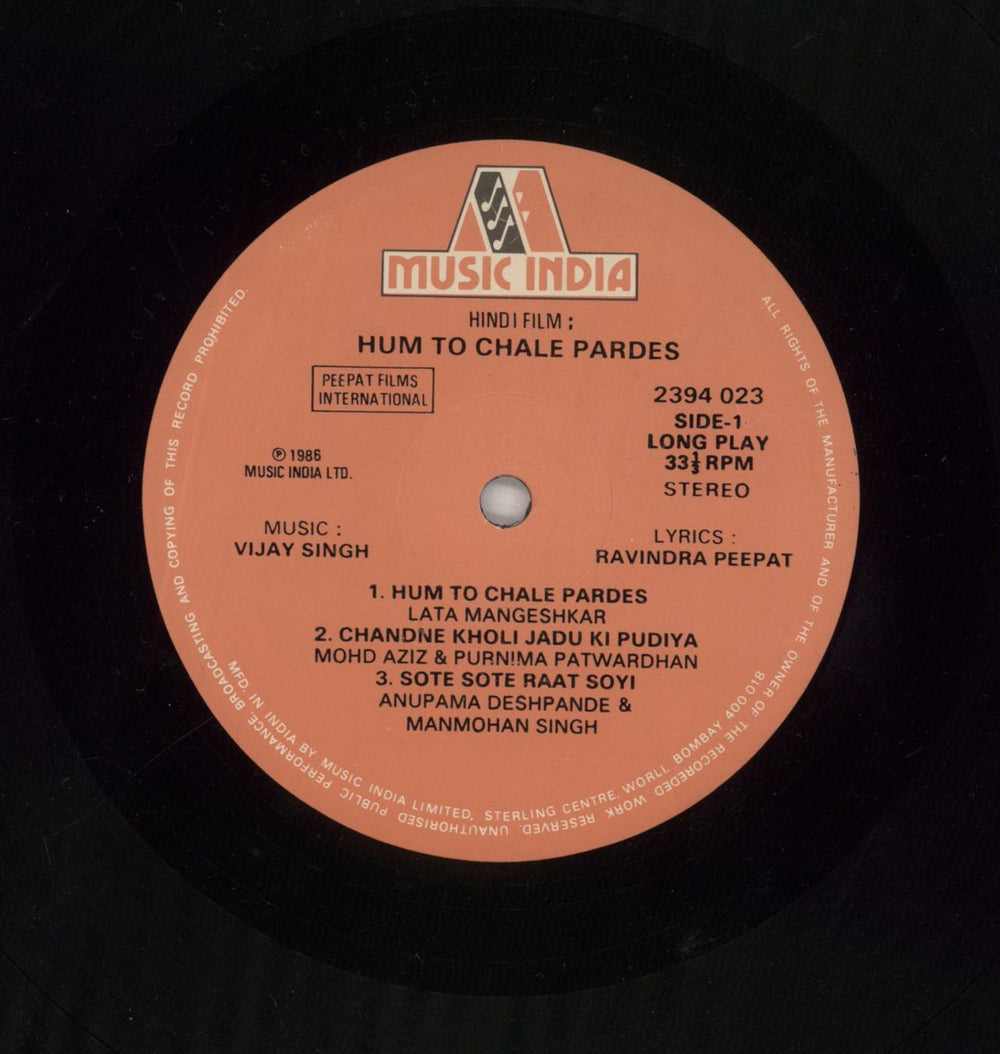 MUSIC INDIA
HINDI FILM :
HUM TO CHALE PARDES
PEEPAT FILMS
INTERNATIONAL
2394 023
SIDE-1
LONG PLAY
33⅓ RPM
STEREO
℗ 1986
MUSIC INDIA LTD.
MUSIC :
VIJAY SINGH
LYRICS :
RAVINDRA PEEPAT
1. HUM TO CHALE PARDES
LATA MANGESHKAR
2. CHANDNE KHOLI JADU KI PUDIYA
MOHD AZIZ & PURNIMA PATWARDHAN
3. SOTE SOTE RAAT SOYI
ANUPAMA DESHPANDE &
MANMOHAN SINGH
ALL RIGHTS OF THE MANUFACTURER AND OF THE OWNER OF THE RECOREDED WORK RESERVED. UNAUTHORISED PUBLIC PERFORMANCE BROADCASTING AND COPYING OF THIS RECORD PROHIBITED.
MFD. IN INDIA BY MUSIC INDIA LIMITED, STERLING CENTRE, WORLI, BOMBAY 400 018